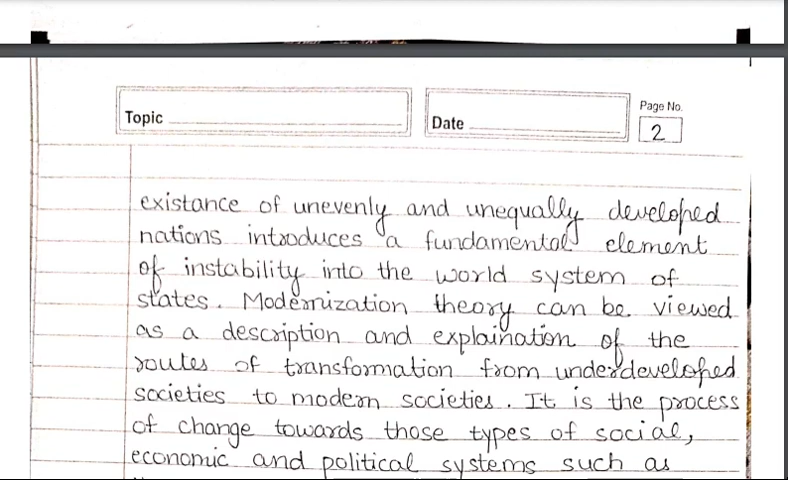 Topic
Date
Page No.
2
existance of unevenly and unequally developed
nations introduces a fundamental element
of instability into the world system of
states. Modernization theory can be viewed
as a description and explaination of the
routes of transformation from underdeveloped
societies to modern societies. It is the process
of change towards those types of social,
economic and political systems such as